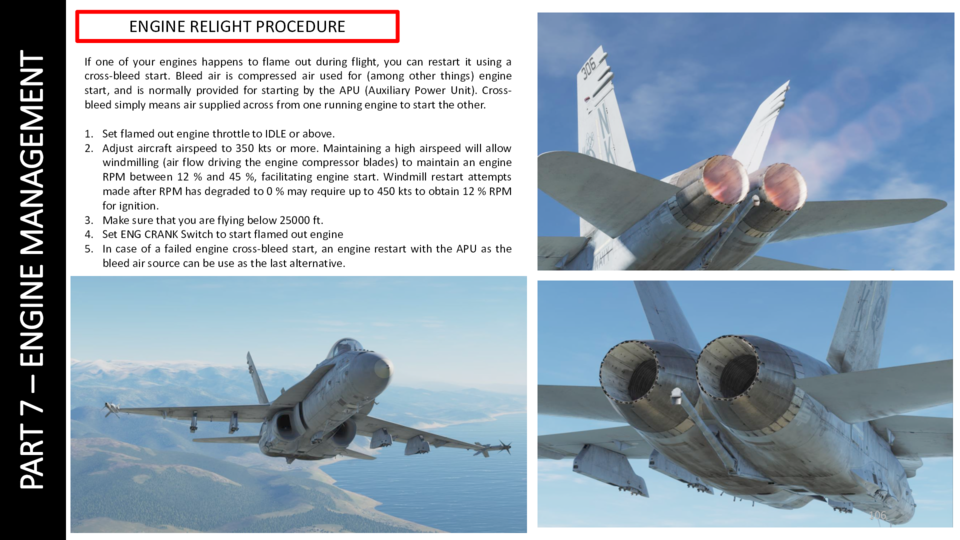 PART 7 – ENGINE MANAGEMENT
ENGINE RELIGHT PROCEDURE
If one of your engines happens to flame out during flight, you can restart it using a
cross-bleed start. Bleed air is compressed air used for (among other things) engine
start, and is normally provided for starting by the APU (Auxiliary Power Unit). Cross-
bleed simply means air supplied across from one running engine to start the other.
1. Set flamed out engine throttle to IDLE or above.
2. Adjust aircraft airspeed to 350 kts or more. Maintaining a high airspeed will allow
windmilling (air flow driving the engine compressor blades) to maintain an engine
RPM between 12 % and 45 %, facilitating engine start. Windmill restart attempts
made after RPM has degraded to 0 % may require up to 450 kts to obtain 12 % RPM
for ignition.
3. Make sure that you are flying below 25000 ft.
4. Set ENG CRANK Switch to start flamed out engine
5. In case of a failed engine cross-bleed start, an engine restart with the APU as the
bleed air source can be use as the last alternative.
306